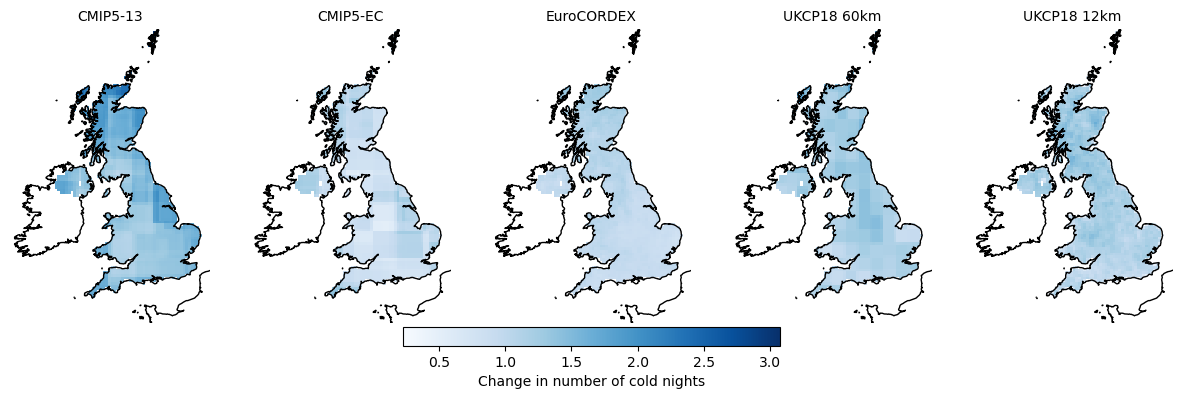 CMIP5-13 CMIP5-EC EuroCORDEX UKCP18 60km UKCP18 12km
0.5 1.0 1.5 2.0 2.5 3.0
Change in number of cold nights